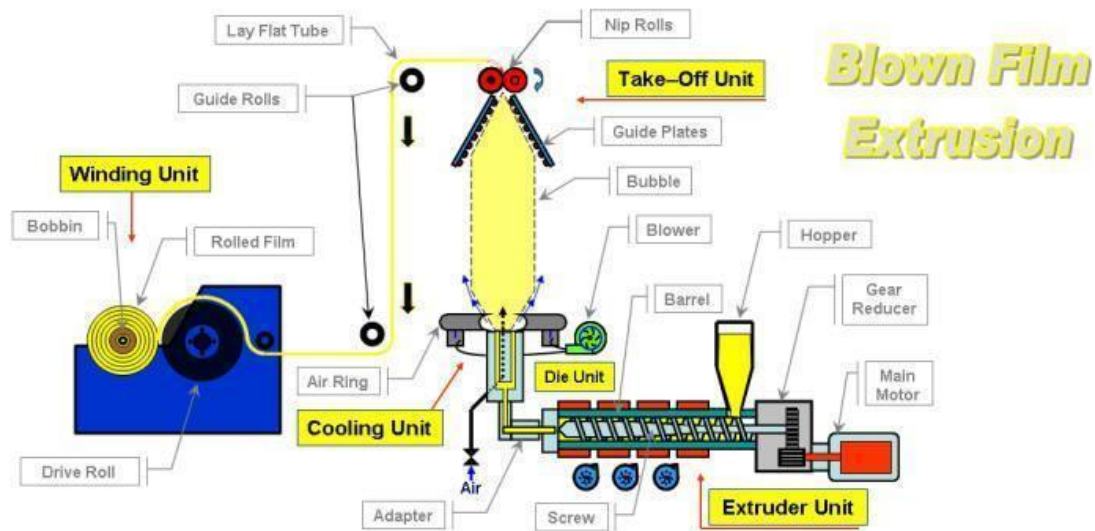 Blown Film
Extrusion
Lay Flat Tube
Nip Rolls
Take-Off Unit
Guide Rolls
Guide Plates
Winding Unit
Bubble
Bobbin
Rolled Film
Blower
Hopper
Barrel
Gear
Reducer
Air Ring
Die Unit
Main
Motor
Cooling Unit
Drive Roll
Air
Adapter
Screw
Extruder Unit